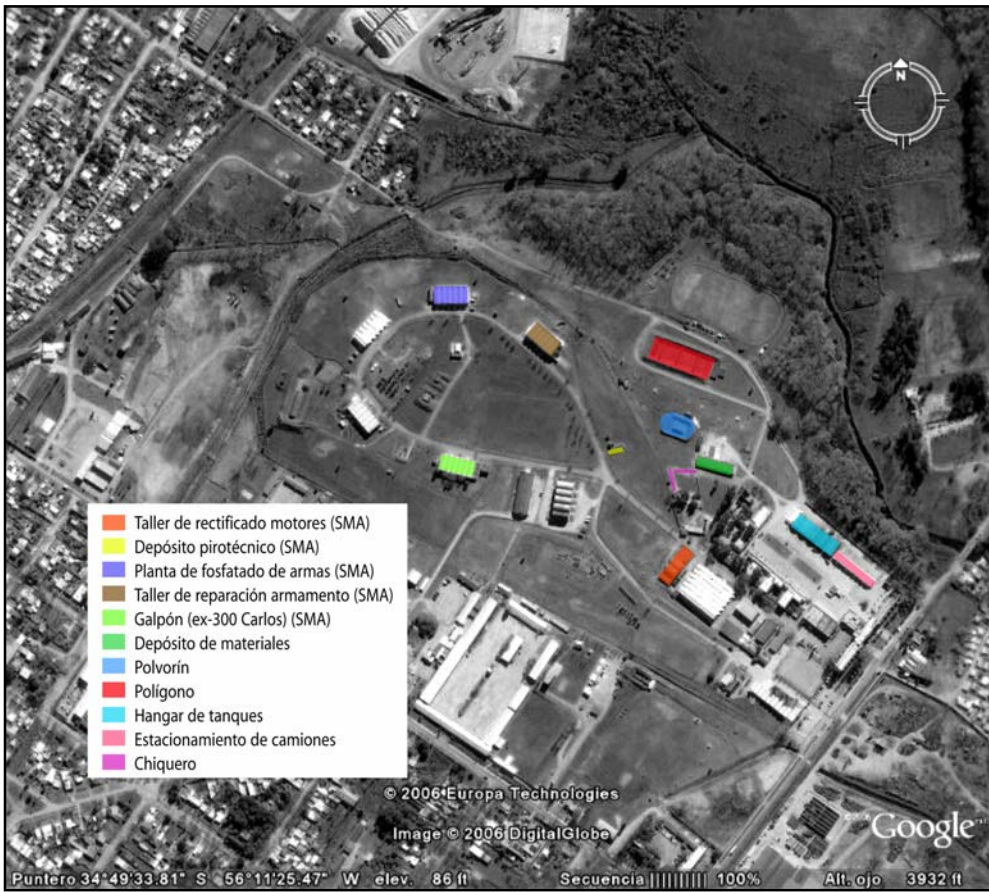 N
Taller de rectificado motores (SMA)
Depósito pirotécnico (SMA)
Planta de fosfatado de armas (SMA)
Taller de reparación armamento (SMA)
Galpón (ex-300 Carlos) (SMA)
Depósito de materiales
Polvorín
Polígono
Hangar de tanques
Estacionamiento de camiones
Chiquero
© 2006 Europa Technologies
Image © 2006 DigitalGlobe
Google
Puntero 34°49'33.81" S 56°11'25.47" W elev. 86 ft Secuencia |||||||||| 100% Alt. ojo 3932 ft